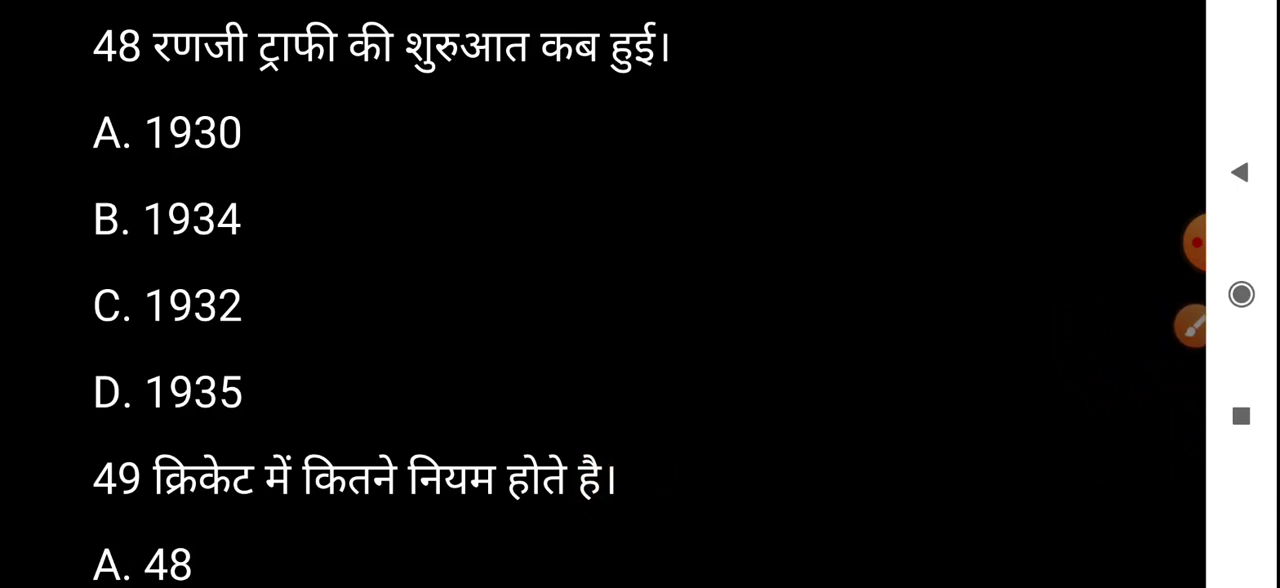 48 रणजी ट्राफी की शुरुआत कब हुई।
A. 1930
B. 1934
C. 1932
D. 1935
49 क्रिकेट में कितने नियम होते है।
A. 48